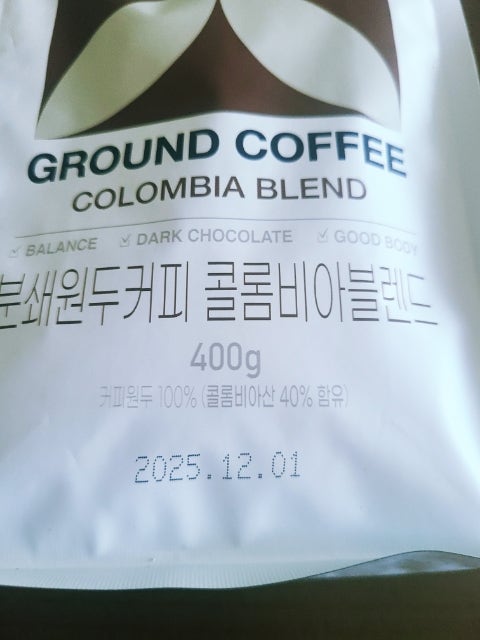 GROUND COFFEE
COLOMBIA BLEND
BALANCE DARK CHOCOLATE GOOD BODY
분쇄원두커피 콜롬비아블렌드
400g
커피원두 100% (콜롬비아산 40% 함유)
2025.12.01